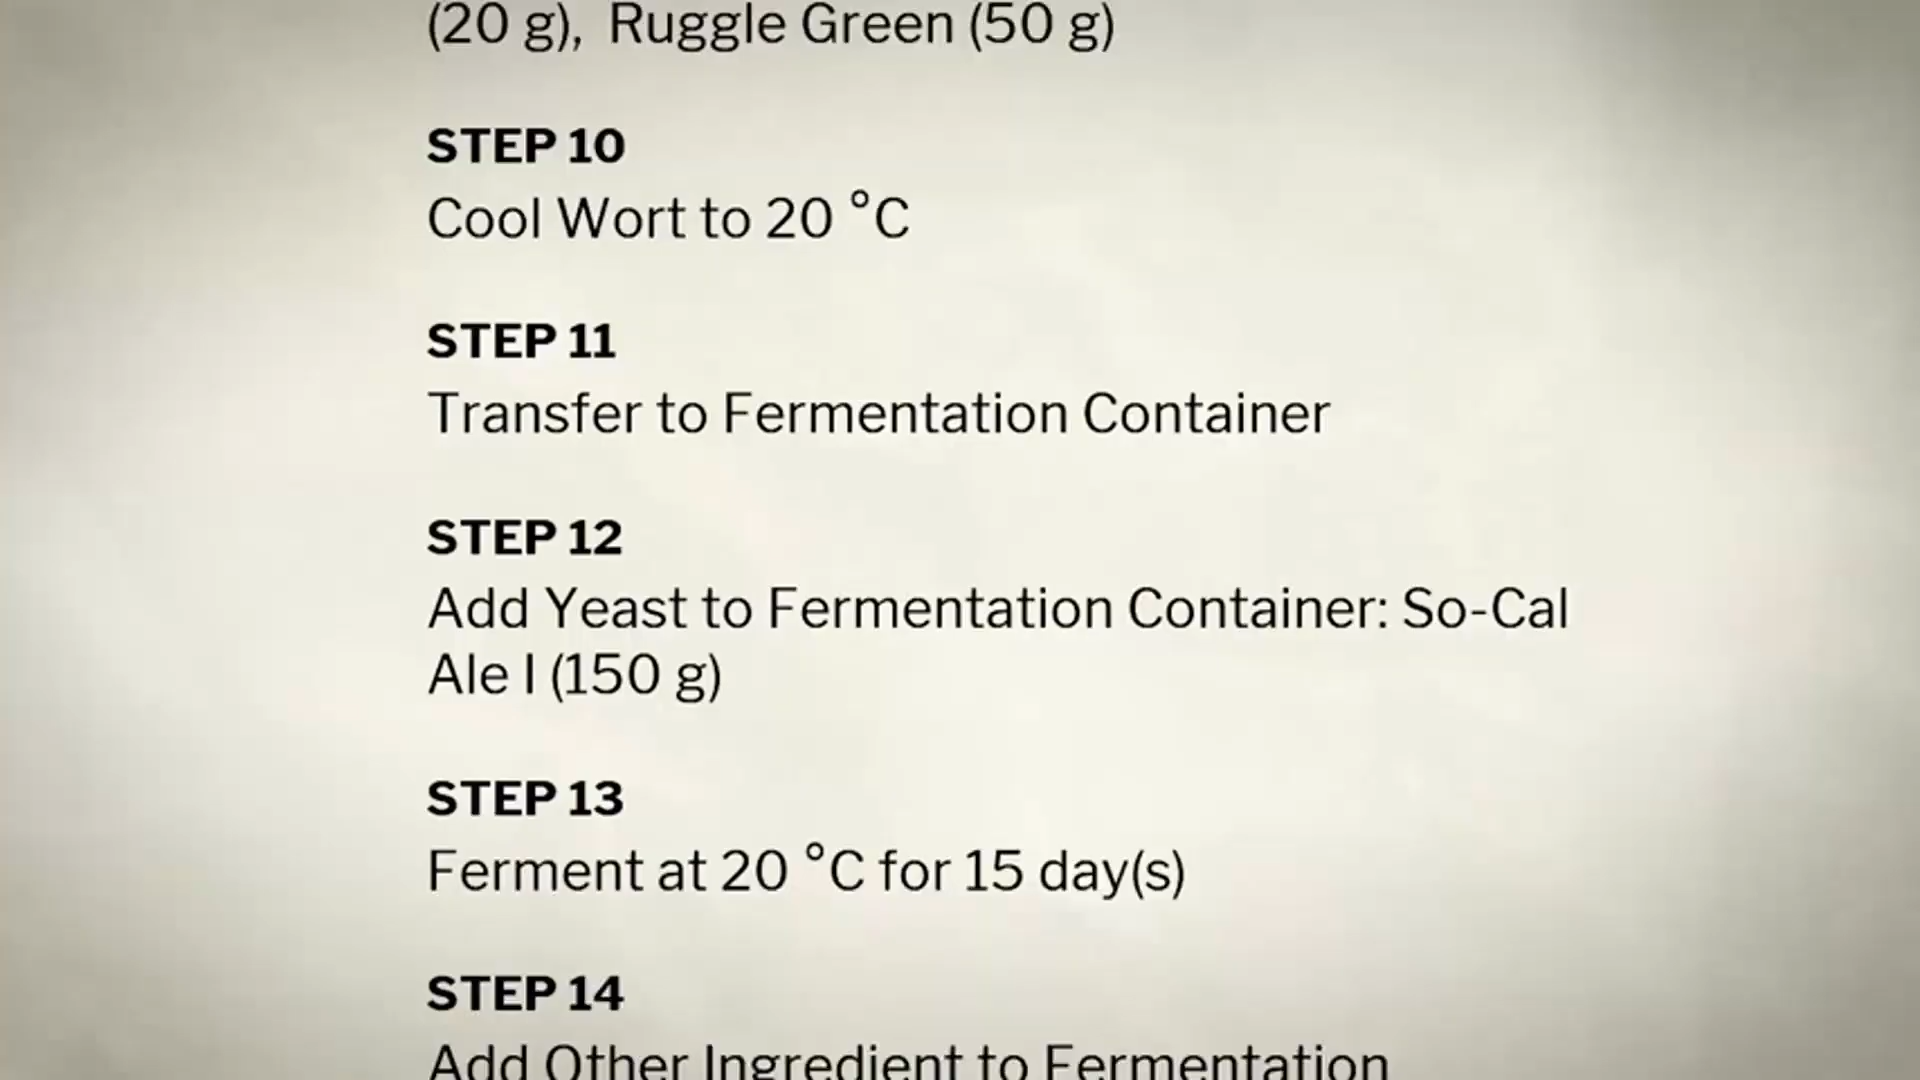 (20 g), Ruggle Green (50 g)
STEP 10
Cool Wort to 20 °C
STEP 11
Transfer to Fermentation Container
STEP 12
Add Yeast to Fermentation Container: So-Cal
Ale I (150 g)
STEP 13
Ferment at 20 °C for 15 day(s)
STEP 14
Add Other Ingredient to Fermentation